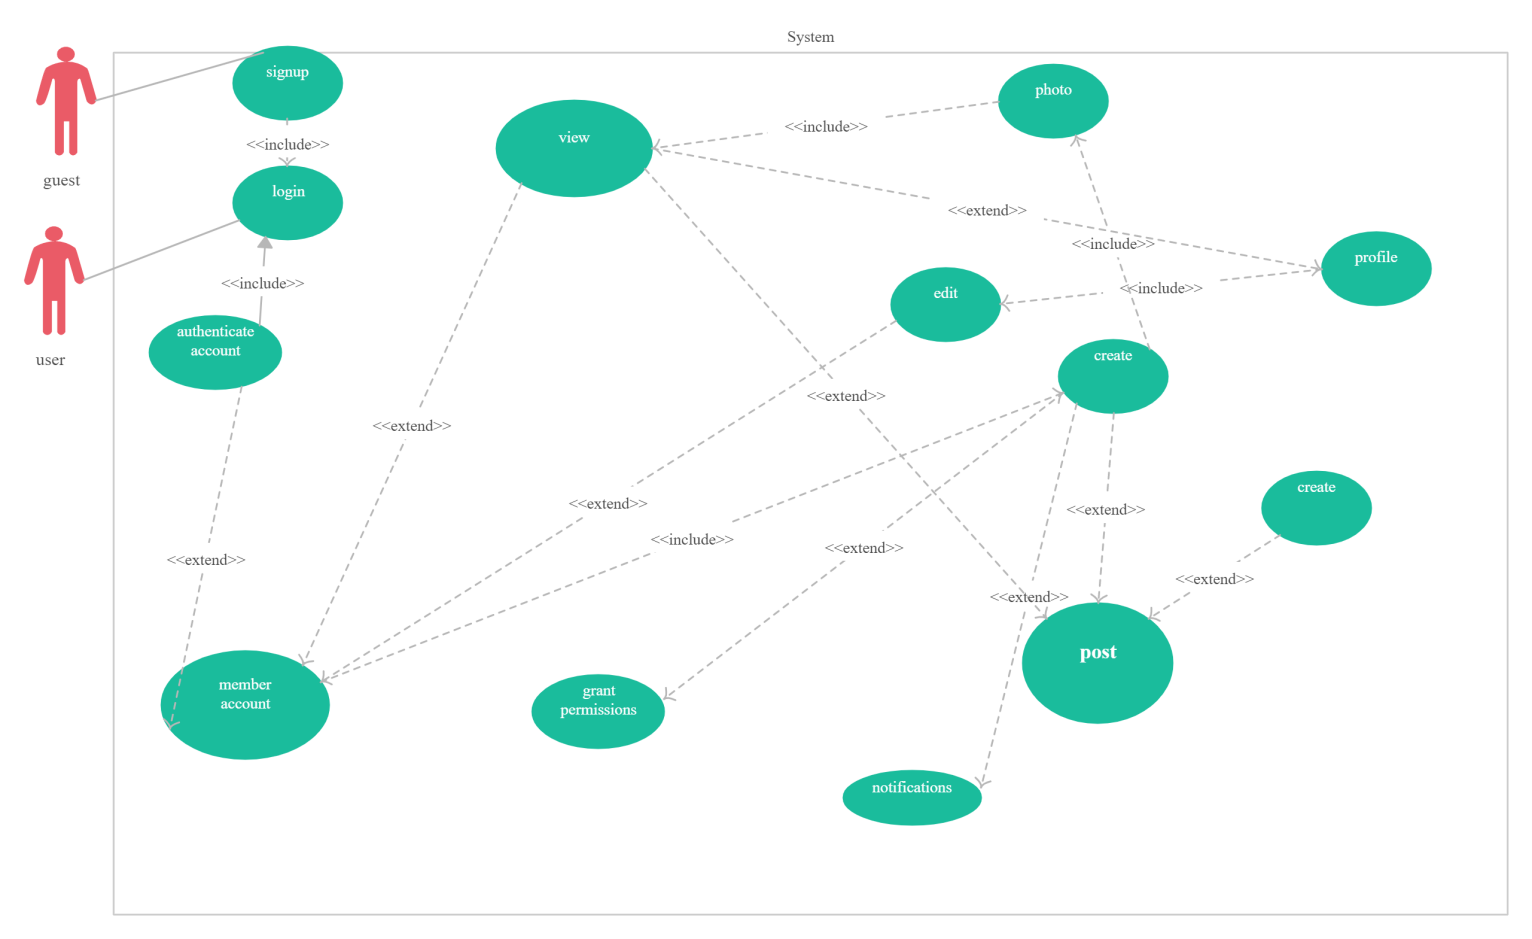 System
signup
guest
<<include>>
login
user
<<include>>
authenticate
account
view
photo
<<include>>
<<extend>>
<<include>>
profile
<<include>>
edit
create
<<extend>>
<<extend>>
<<extend>>
<<include>>
<<extend>>
<<extend>>
create
<<extend>>
<<extend>>
<<extend>>
post
member
account
grant
permissions
notifications